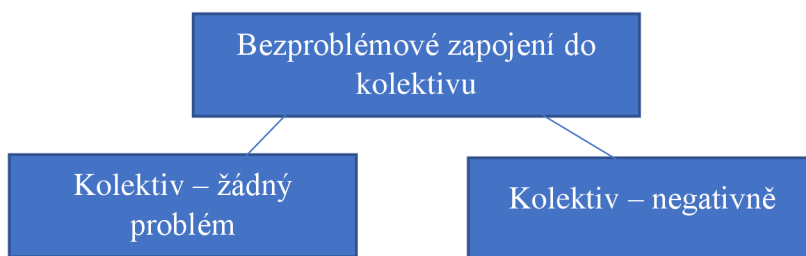 Bezproblémové zapojení do
kolektivu
Kolektiv – žádný
problém
Kolektiv – negativně